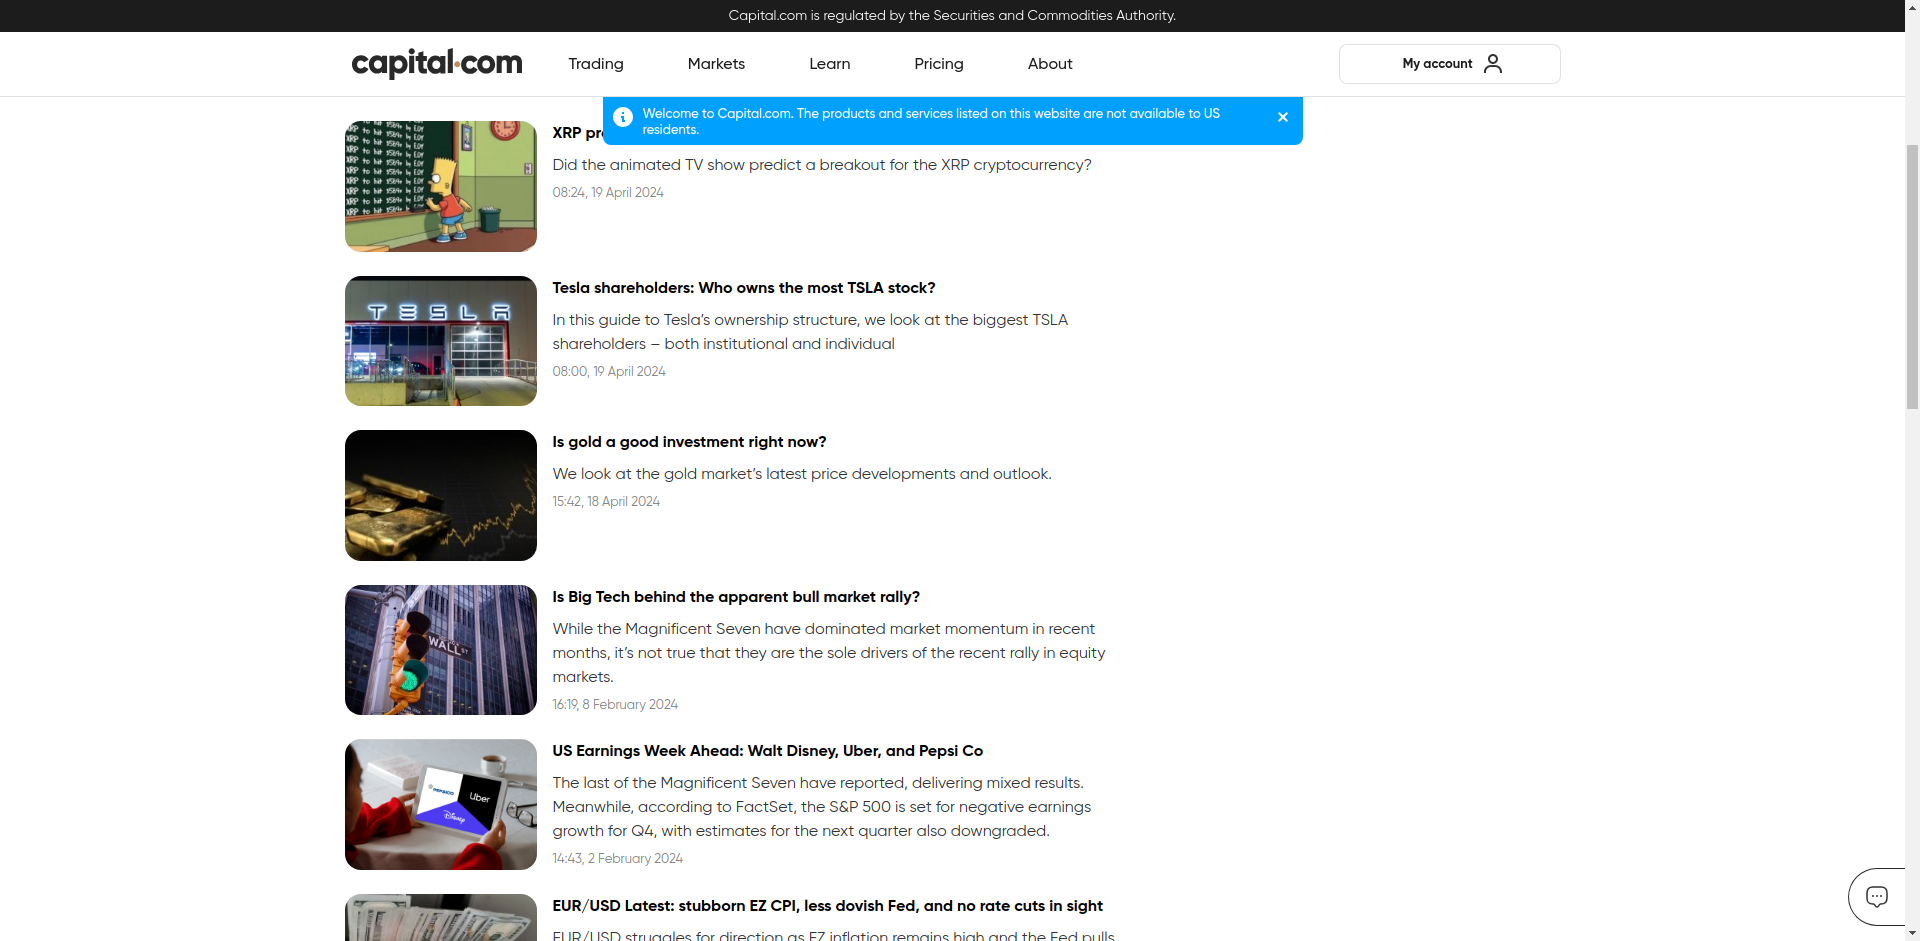 Capital.com is regulated by the Securities and Commodities Authority.
capital.com
Trading
Markets
Learn
Pricing
About
My account
Welcome to Capital.com. The products and services listed on this website are not available to US
residents.
XRP
Did the animated TV show predict a breakout for the XRP cryptocurrency?
08:24, 19 April 2024
TESLA
Tesla shareholders: Who owns the most TSLA stock?
In this guide to Tesla’s ownership structure, we look at the biggest TSLA
shareholders – both institutional and individual
08:00, 19 April 2024
Is gold a good investment right now?
We look at the gold market’s latest price developments and outlook.
15:42, 18 April 2024
WALL ST
Is Big Tech behind the apparent bull market rally?
While the Magnificent Seven have dominated market momentum in recent
months, it’s not true that they are the sole drivers of the recent rally in equity
markets.
16:19, 8 February 2024
PEPSICO
Uber
Disney
US Earnings Week Ahead: Walt Disney, Uber, and Pepsi Co
The last of the Magnificent Seven have reported, delivering mixed results.
Meanwhile, according to FactSet, the S&P 500 is set for negative earnings
growth for Q4, with estimates for the next quarter also downgraded.
14:43, 2 February 2024
EUR/USD Latest: stubborn EZ CPI, less dovish Fed, and no rate cuts in sight
EUR/USD struggles for direction as EZ inflation remains high and the Fed pulls